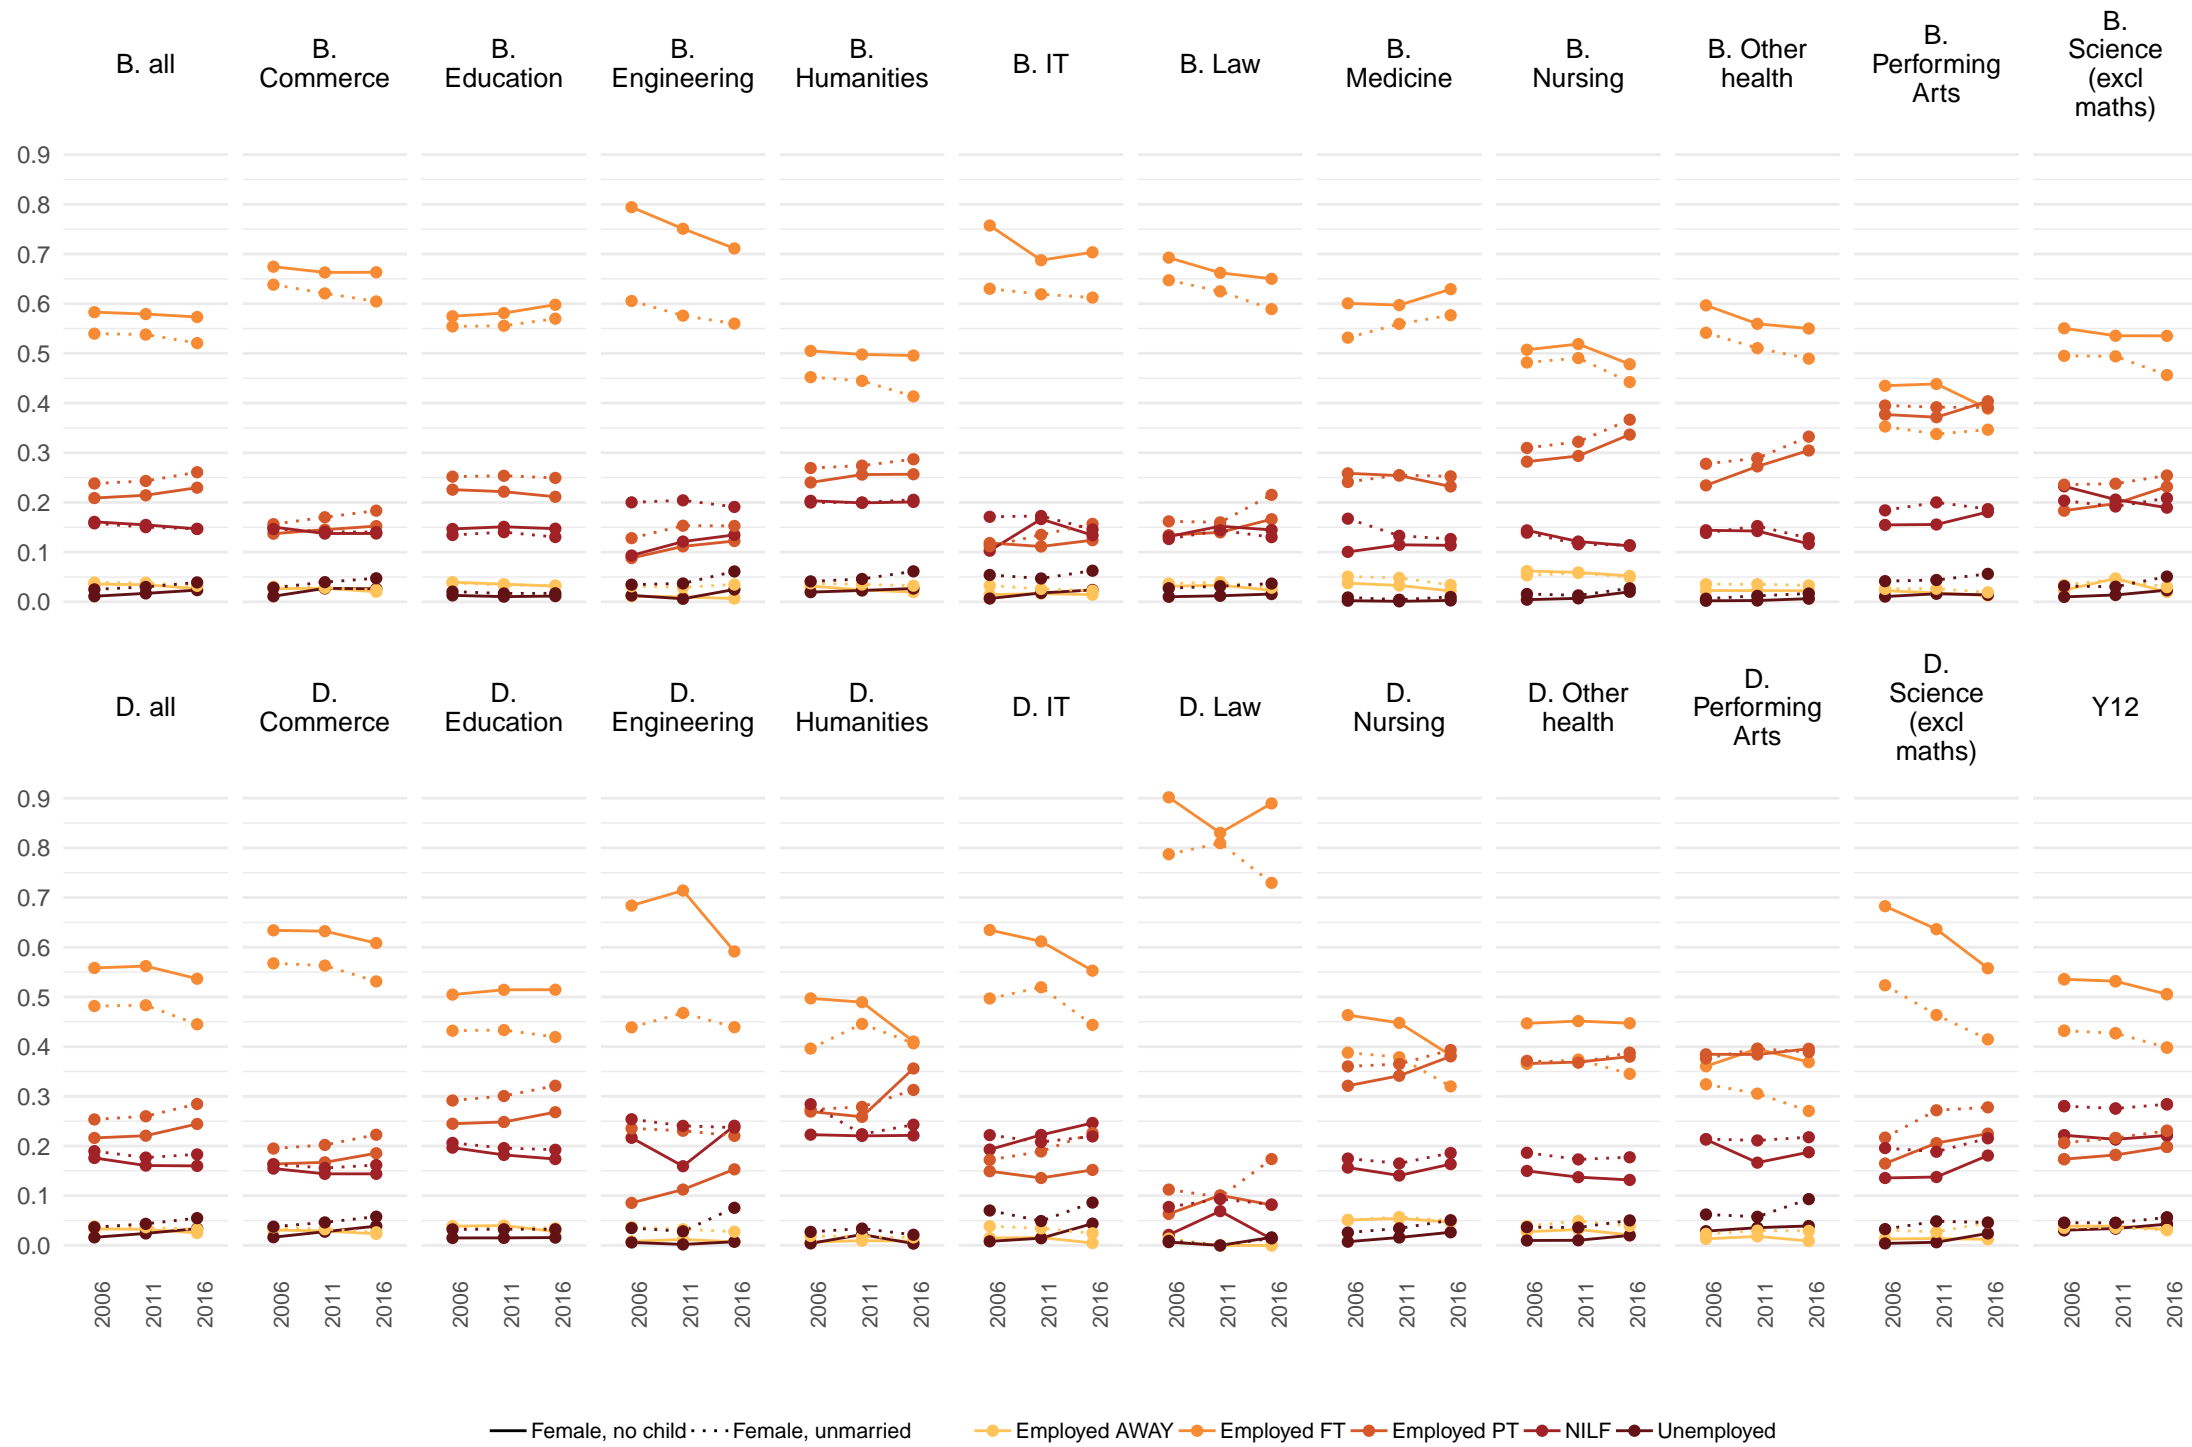 B. all
B.
Commerce
B.
Education
B.
Engineering
B.
Humanities
B. IT
B. Law
B.
Medicine
B.
Nursing
B. Other
health
B.
Performing
Arts
B.
Science
(excl
maths)
0.9
0.8
0.7
0.6
0.5
0.4
0.3
0.2
0.1
0.0
D. all
D.
Commerce
D.
Education
D.
Engineering
D.
Humanities
D. IT
D. Law
D.
Nursing
D. Other
health
D.
Performing
Arts
D.
Science
(excl
maths)
Y12
0.9
0.8
0.7
0.6
0.5
0.4
0.3
0.2
0.1
0.0
2006 2011 2016 2006 2011 2016 2006 2011 2016 2006 2011 2016 2006 2011 2016 2006 2011 2016 2006 2011 2016 2006 2011 2016 2006 2011 2016 2006 2011 2016 2006 2011 2016 2006 2011 2016
Female, no child Female, unmarried Employed AWAY Employed FT Employed PT NILF Unemployed